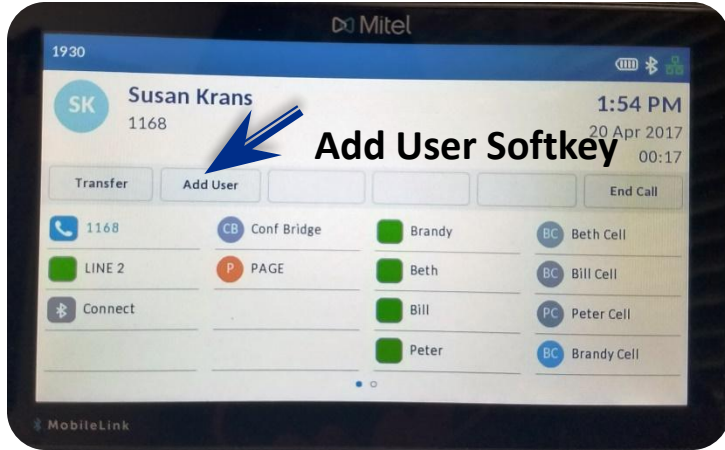 Mitel
1930
SK
Susan Krans
1168
1:54 PM
20 Apr 2017
00:17
Add User Softkey
Transfer
Add User
End Call
1168
CB Conf Bridge
Brandy
BC Beth Cell
LINE 2
P PAGE
Beth
BC Bill Cell
Connect
Bill
PC Peter Cell
Peter
BC Brandy Cell
MobileLink